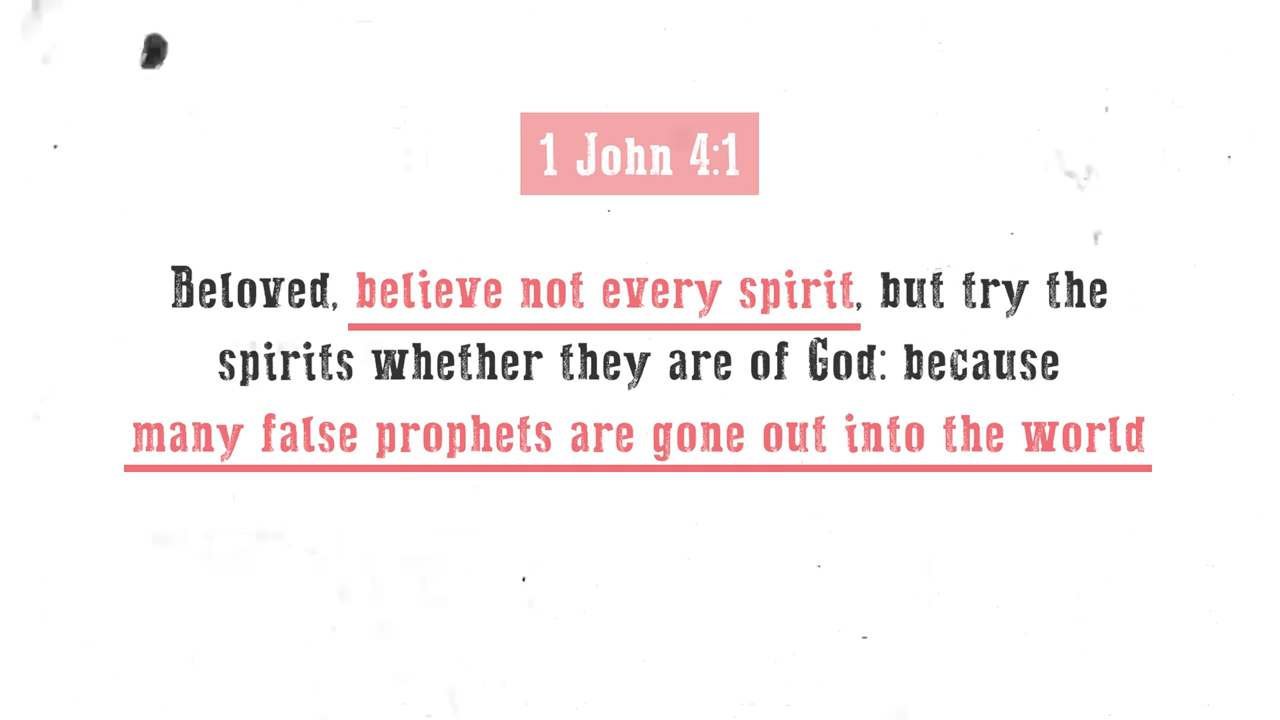 1 John 4:1
Beloved, believe not every spirit, but try the
spirits whether they are of God: because
many false prophets are gone out into the world